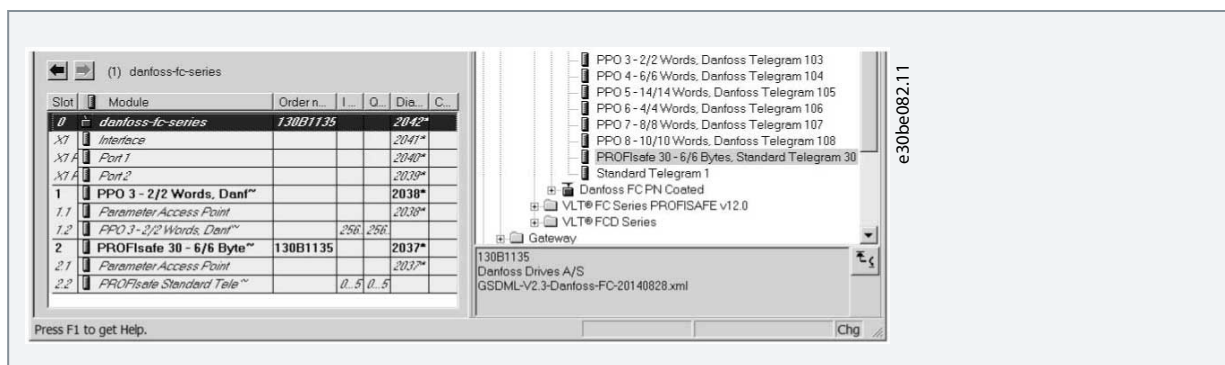 (1) danfoss-fc-series
Slot Module Order n... I... Q... Dia... C...
0 danfoss-fc-series 130B1135 2042*
X1 Interface 2041*
X1 P Port 1 2040*
X1 P Port 2 2039*
1 PPO 3 - 2/2 Words, Danf~ 2038*
1.1 Parameter Access Point 2038*
1.2 PPO 3 - 2/2 Words, Danf~ 256.. 256..
2 PROFIsafe 30 - 6/6 Byte~ 130B1135 2037*
2.1 Parameter Access Point 2037*
2.2 PROFIsafe Standard Tele~ 0...5 0...5
PPO 3 - 2/2 Words, Danfoss Telegram 103
PPO 4 - 6/6 Words, Danfoss Telegram 104
PPO 5 - 14/14 Words, Danfoss Telegram 105
PPO 6 - 4/4 Words, Danfoss Telegram 106
PPO 7 - 8/8 Words, Danfoss Telegram 107
PPO 8 - 10/10 Words, Danfoss Telegram 108
PROFIsafe 30 - 6/6 Bytes, Standard Telegram 30
Standard Telegram 1
Danfoss FC PN Coated
VLT® FC Series PROFISAFE v12.0
VLT® FCD Series
Gateway
130B1135
Danfoss Drives A/S
GSDML-V2.3-Danfoss-FC-20140828.xml
Press F1 to get Help.
Chg
e30be082.11